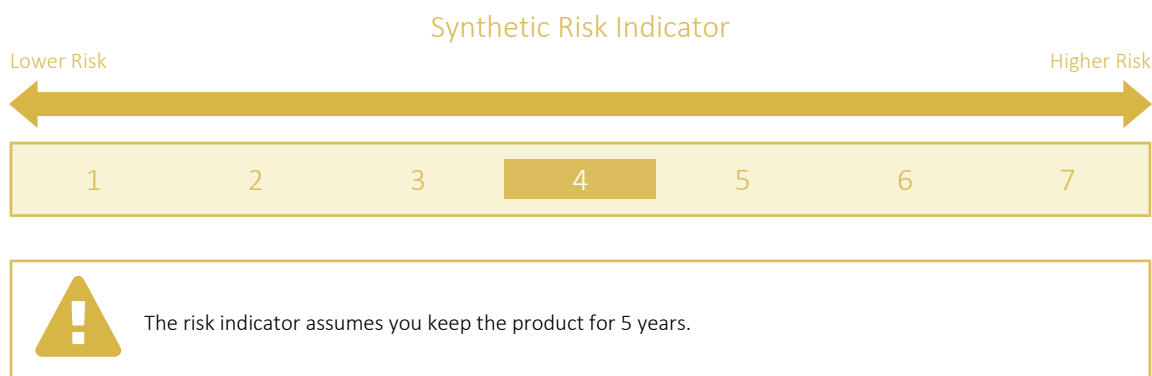 Synthetic Risk Indicator
Lower Risk Higher Risk
1 2 3 4 5 6 7
The risk indicator assumes you keep the product for 5 years.